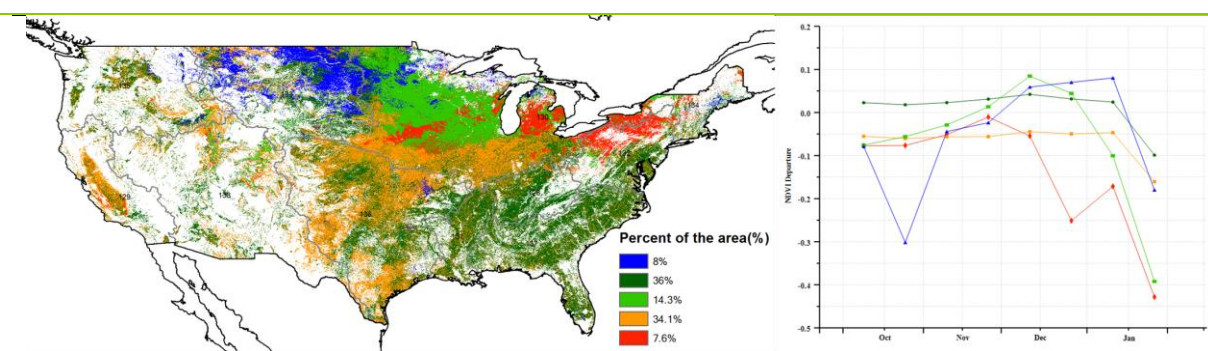 Percent of the area(%)
8%
36%
14.3%
34.1%
7.6%
NDVI Departure
0.2
0.1
0.0
-0.1
-0.2
-0.3
-0.4
-0.5
Oct
Nov
Dec
Jan